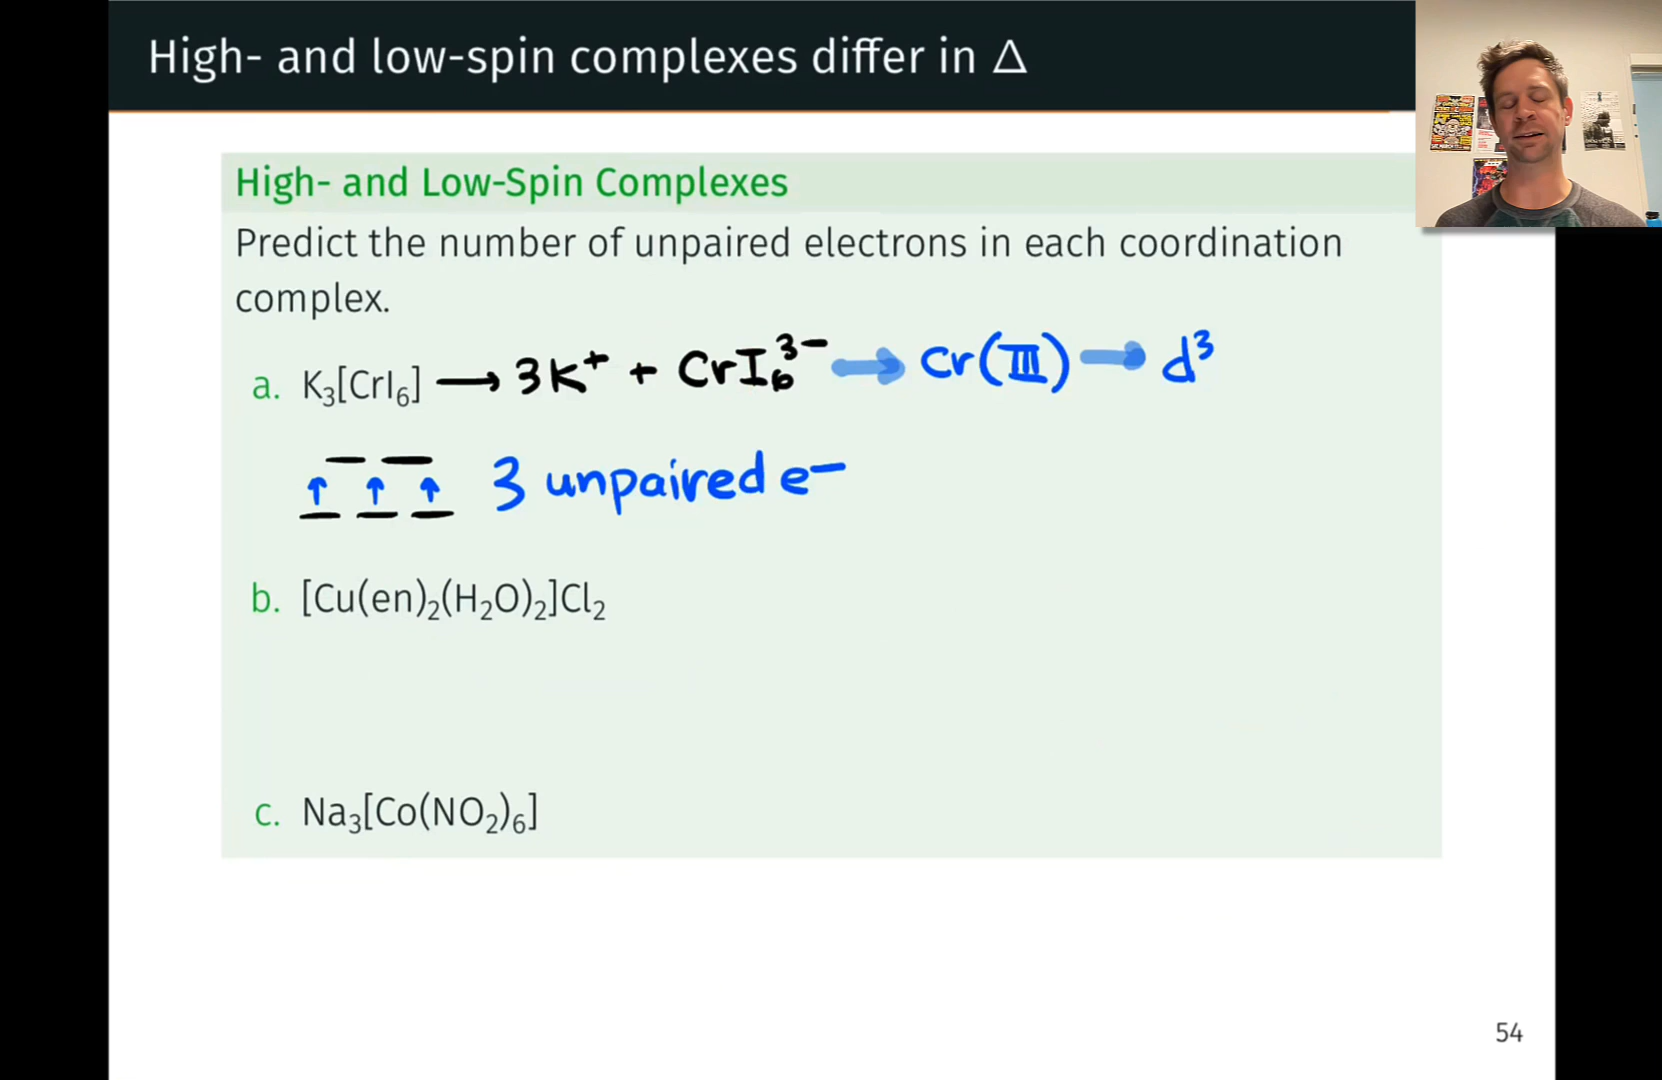 High- and low-spin complexes differ in Δ
High- and Low-Spin Complexes
Predict the number of unpaired electrons in each coordination
complex.
a. K₃[CrI₆] ⟶ 3K⁺ + CrI₆³⁻ → Cr(III) → d³
↑ ↑ ↑ 3 unpaired e⁻
b. [Cu(en)₂(H₂O)₂]Cl₂
c. Na₃[Co(NO₂)₆]
54